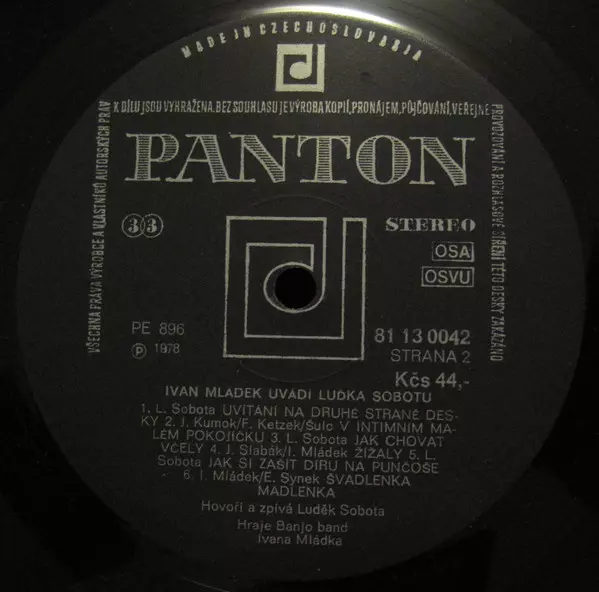 MADE IN CZECHOSLOVAKIA
VŠECHNA PRÁVA VÝROBCE A VLASTNÍKŮ AUTORSKÝCH PRÁV K DÍLU JSOU VYHRAŽENA. BEZ SOUHLASU JE VÝROBA KOPIÍ, PRONÁJEM, PŮJČOVÁNÍ, VEŘEJNÉ PROVOZOVÁNÍ A ROZHLASOVÉ ŠÍŘENÍ TÉTO DESKY ZAKÁZÁNO
PANTON
33
STEREO
OSA
OSVU
PE 896
℗ 1978
81 13 0042
STRANA 2
Kčs 44,-
IVAN MLÁDEK UVÁDÍ LUĎKA SOBOTU
1. L. Sobota UVÍTÁNÍ NA DRUHÉ STRANĚ DES-
KY 2. J. Kumok/F. Ketzek/Šulc V INTIMNÍM MA-
LÉM POKOJÍČKU 3. L. Sobota JAK CHOVAT
VČELY 4. J. Slabák/I. Mládek ŽÍŽALY 5. L.
Sobota JAK SI ZAŠÍT DÍRU NA PUNČOŠE
6. I. Mládek/E. Synek ŠVADLENKA
MADLENKA
Hovoří a zpívá Luděk Sobota
Hraje Banjo band
Ivana Mládka